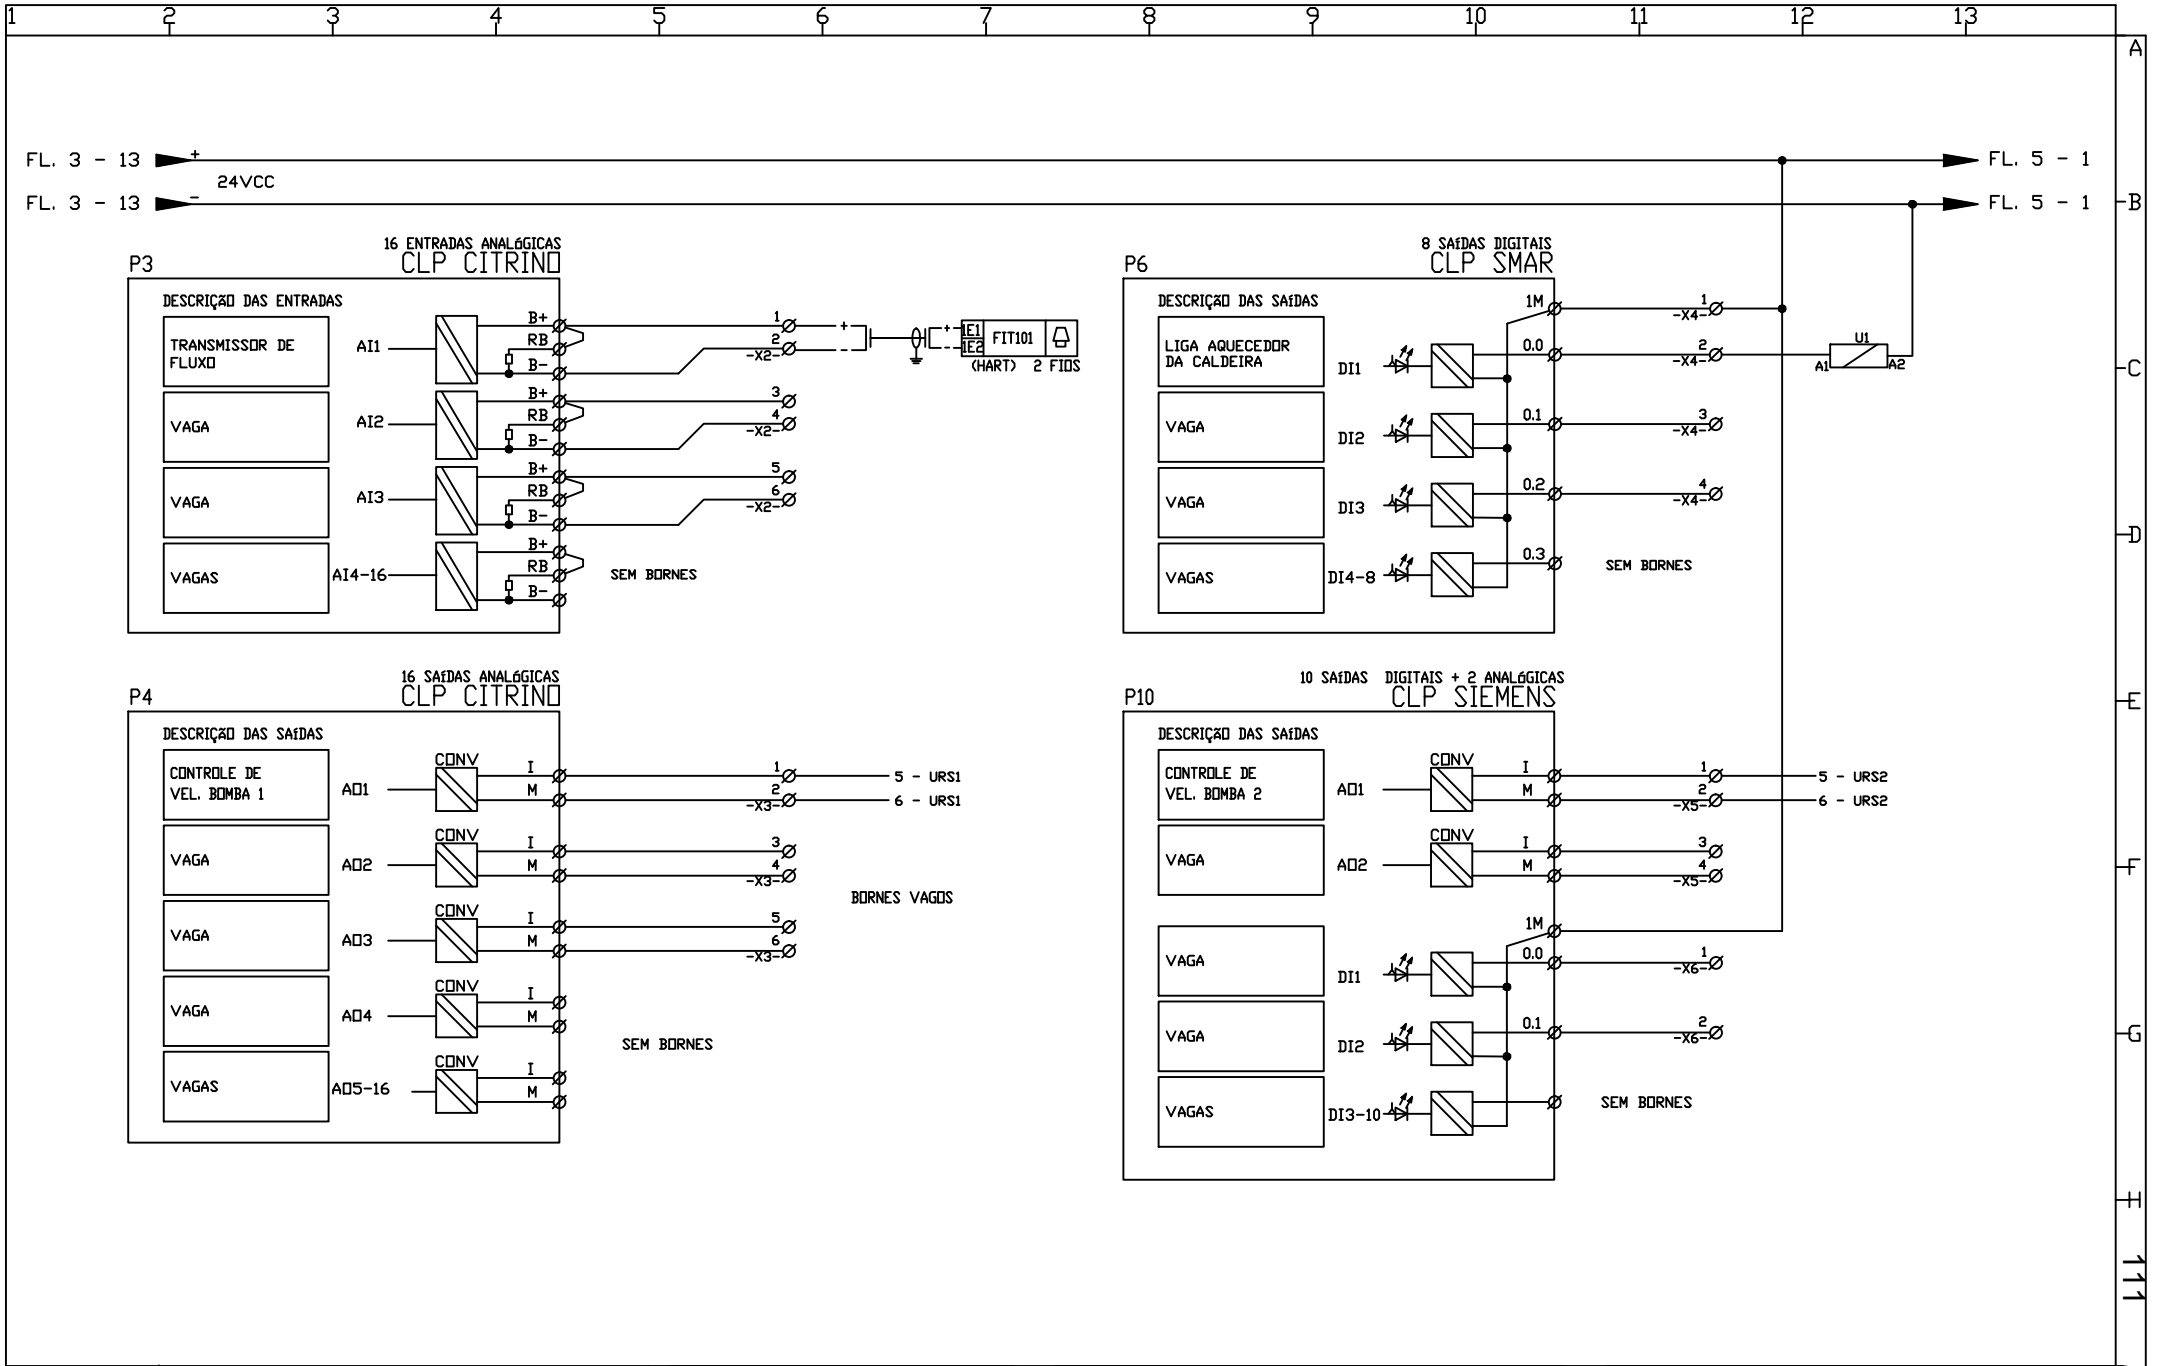 1 2 3 4 5 6 7 8 9 10 11 12 13
A
FL. 3 - 13 + FL. 5 - 1
24VCC
FL. 3 - 13 - FL. 5 - 1
B
16 ENTRADAS ANALóGICAS
P3 CLP CITRINO
DESCRIÇãO DAS ENTRADAS
TRANSMISSOR DE
FLUXO
AI1
B+
RB
B-
1
2
-X2-
+
-
+
-
1E1
1E2
FIT101
(HART) 2 FIOS
VAGA
AI2
B+
RB
B-
3
4
-X2-
VAGA
AI3
B+
RB
B-
5
6
-X2-
VAGAS
AI4-16
B+
RB
B-
SEM BORNES
8 SAíDAS DIGITAIS
P6 CLP SMAR
DESCRIÇãO DAS SAíDAS
1M
1
-X4-
LIGA AQUECEDOR
DA CALDEIRA
DI1
0.0
2
-X4-
U1
A1
A2
C
VAGA
DI2
0.1
3
-X4-
VAGA
DI3
0.2
4
-X4-
D
VAGAS
DI4-8
0.3
SEM BORNES
16 SAíDAS ANALóGICAS
P4 CLP CITRINO
DESCRIÇãO DAS SAíDAS
CONTROLE DE
VEL. BOMBA 1
AO1
CONV
I
M
1
2
-X3-
5 - URS1
6 - URS1
VAGA
AO2
CONV
I
M
3
4
-X3-
BORNES VAGOS
VAGA
AO3
CONV
I
M
5
6
-X3-
VAGA
AO4
CONV
I
M
SEM BORNES
VAGAS
AO5-16
CONV
I
M
10 SAíDAS DIGITAIS + 2 ANALóGICAS
P10 CLP SIEMENS
E
DESCRIÇãO DAS SAíDAS
CONTROLE DE
VEL. BOMBA 2
AO1
CONV
I
M
1
2
-X5-
5 - URS2
6 - URS2
VAGA
AO2
CONV
I
M
3
4
-X5-
F
1M
VAGA
DI1
0.0
1
-X6-
VAGA
DI2
0.1
2
-X6-
G
VAGAS
DI3-10
SEM BORNES
H
111